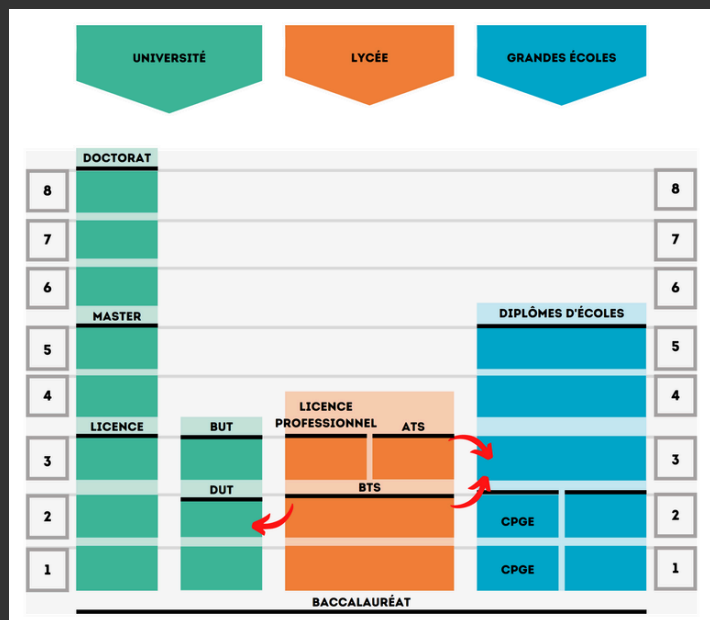 UNIVERSITÉ
LYCÉE
GRANDES ÉCOLES
DOCTORAT
8
8
7
7
6
6
MASTER
DIPLÔMES D'ÉCOLES
5
5
4
4
LICENCE
BUT
LICENCE
PROFESSIONNEL
ATS
3
3
DUT
BTS
2
CPGE
2
1
CPGE
1
BACCALAURÉAT